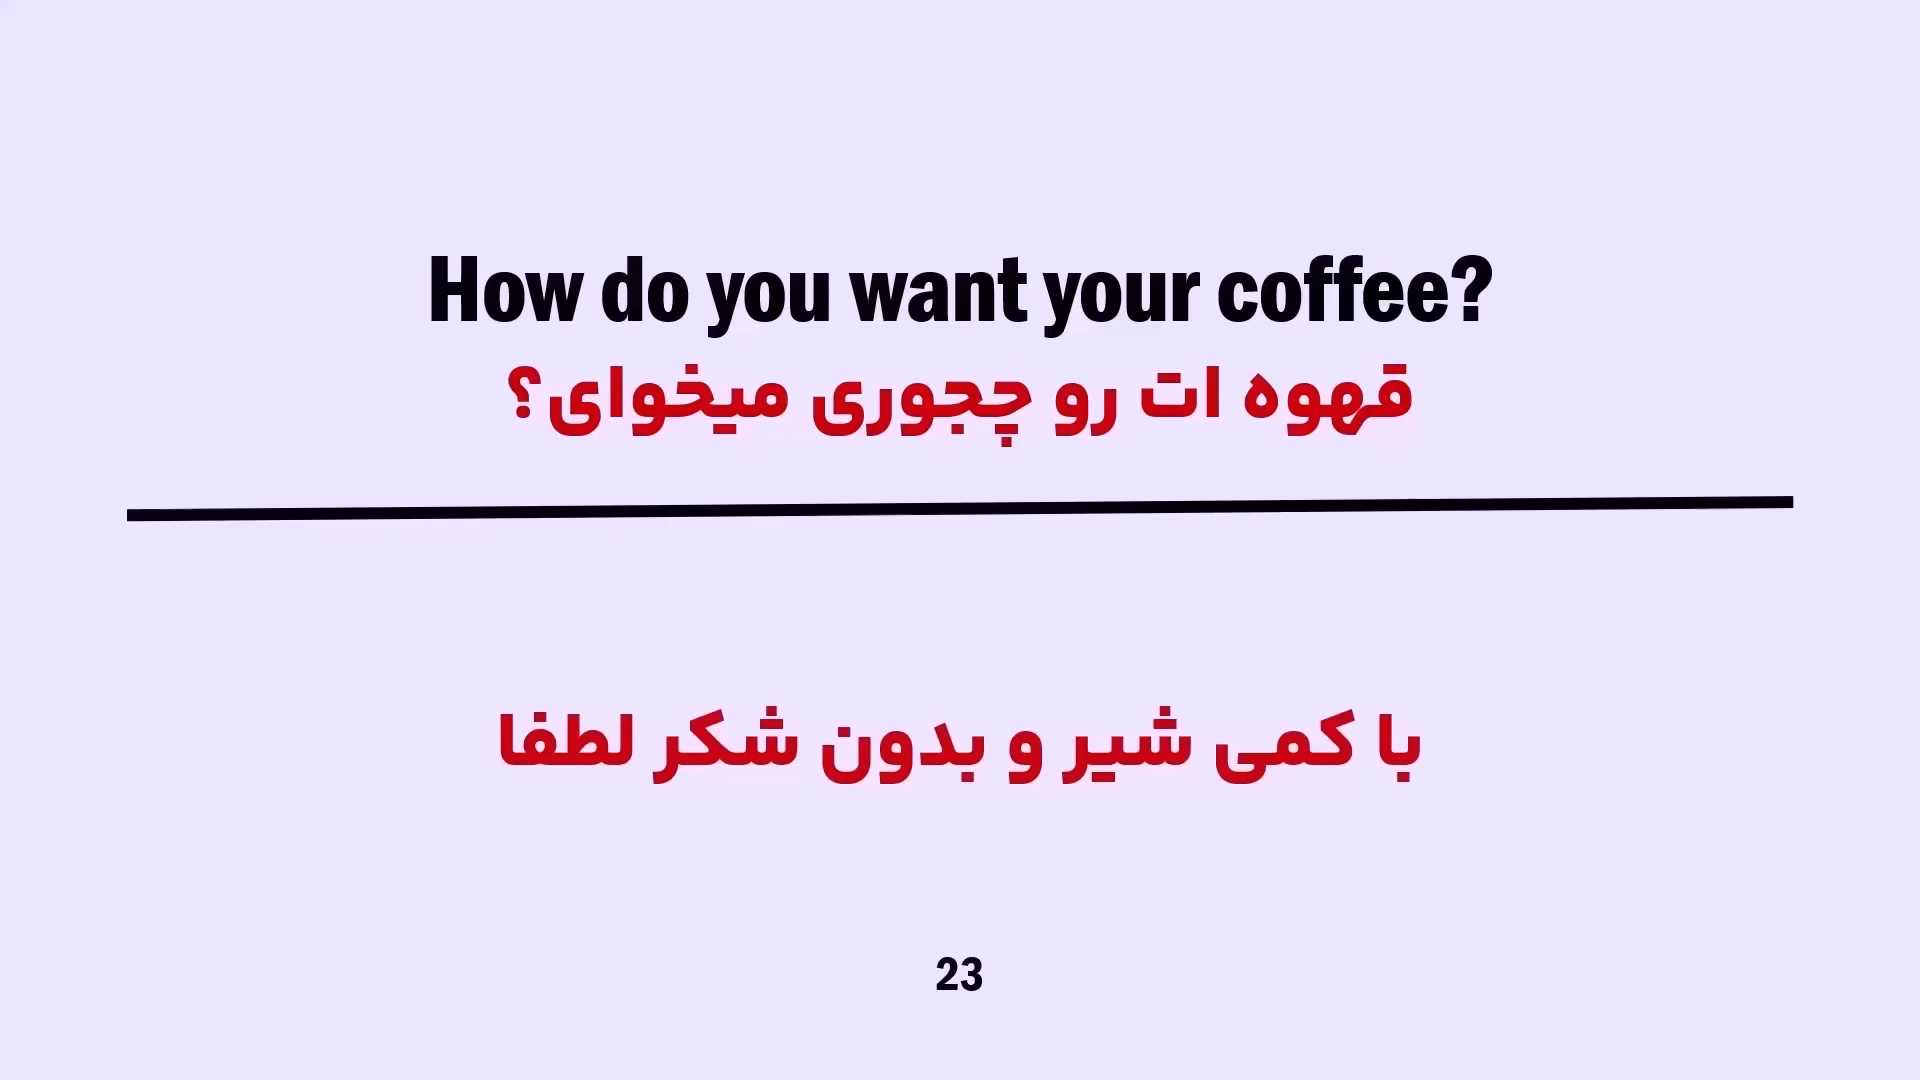 How do you want your coffee?
قهوه ات رو چجوری میخوای؟
با کمی شیر و بدون شکر لطفا
23